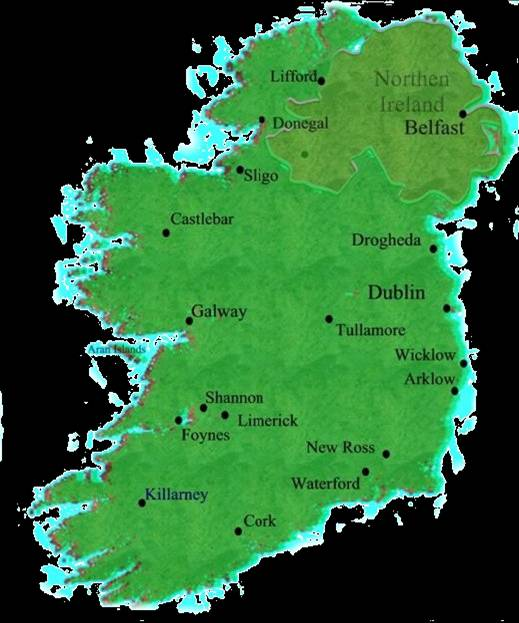 Lifford
Northen
Ireland
Donegal
Belfast
Sligo
Castlebar
Drogheda
Dublin
Galway
Tullamore
Aran Islands
Wicklow
Arklow
Shannon
Limerick
Foynes
New Ross
Waterford
Killarney
Cork